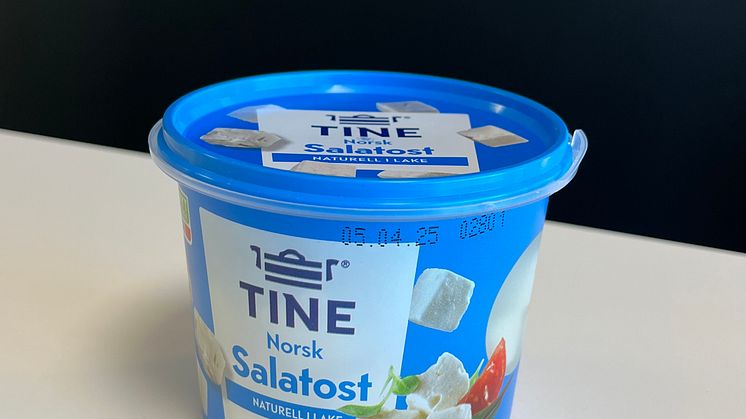 TINE
Norsk
Salatost
NATURELL I LAKE
05.04.25 02801
TINE®
Norsk
Salatost
NATURELL I LAKE